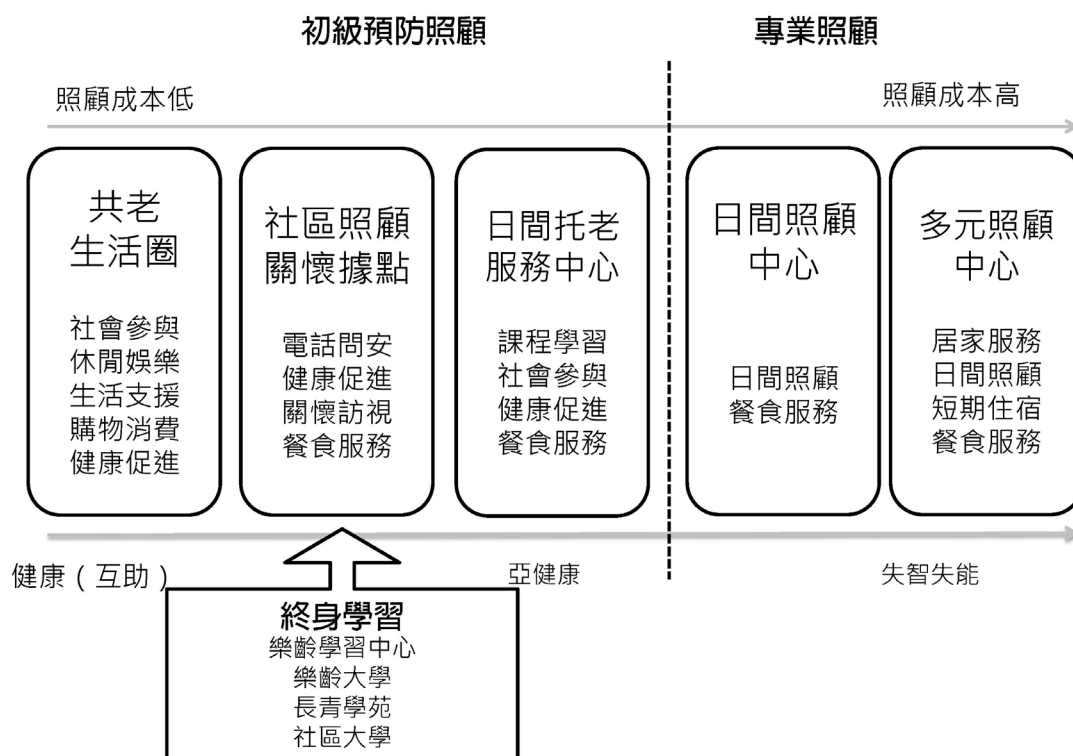 初級預防照顧
專業照顧
照顧成本低
照顧成本高
共老
生活圈
社會參與
休閒娛樂
生活支援
購物消費
健康促進
社區照顧
關懷據點
電話問安
健康促進
關懷訪視
餐食服務
日間托老
服務中心
課程學習
社會參與
健康促進
餐食服務
日間照顧
中心
日間照顧
餐食服務
多元照顧
中心
居家服務
日間照顧
短期住宿
餐食服務
健康（互助）
亞健康
失智失能
終身學習
樂齡學習中心
樂齡大學
長青學苑
社區大學